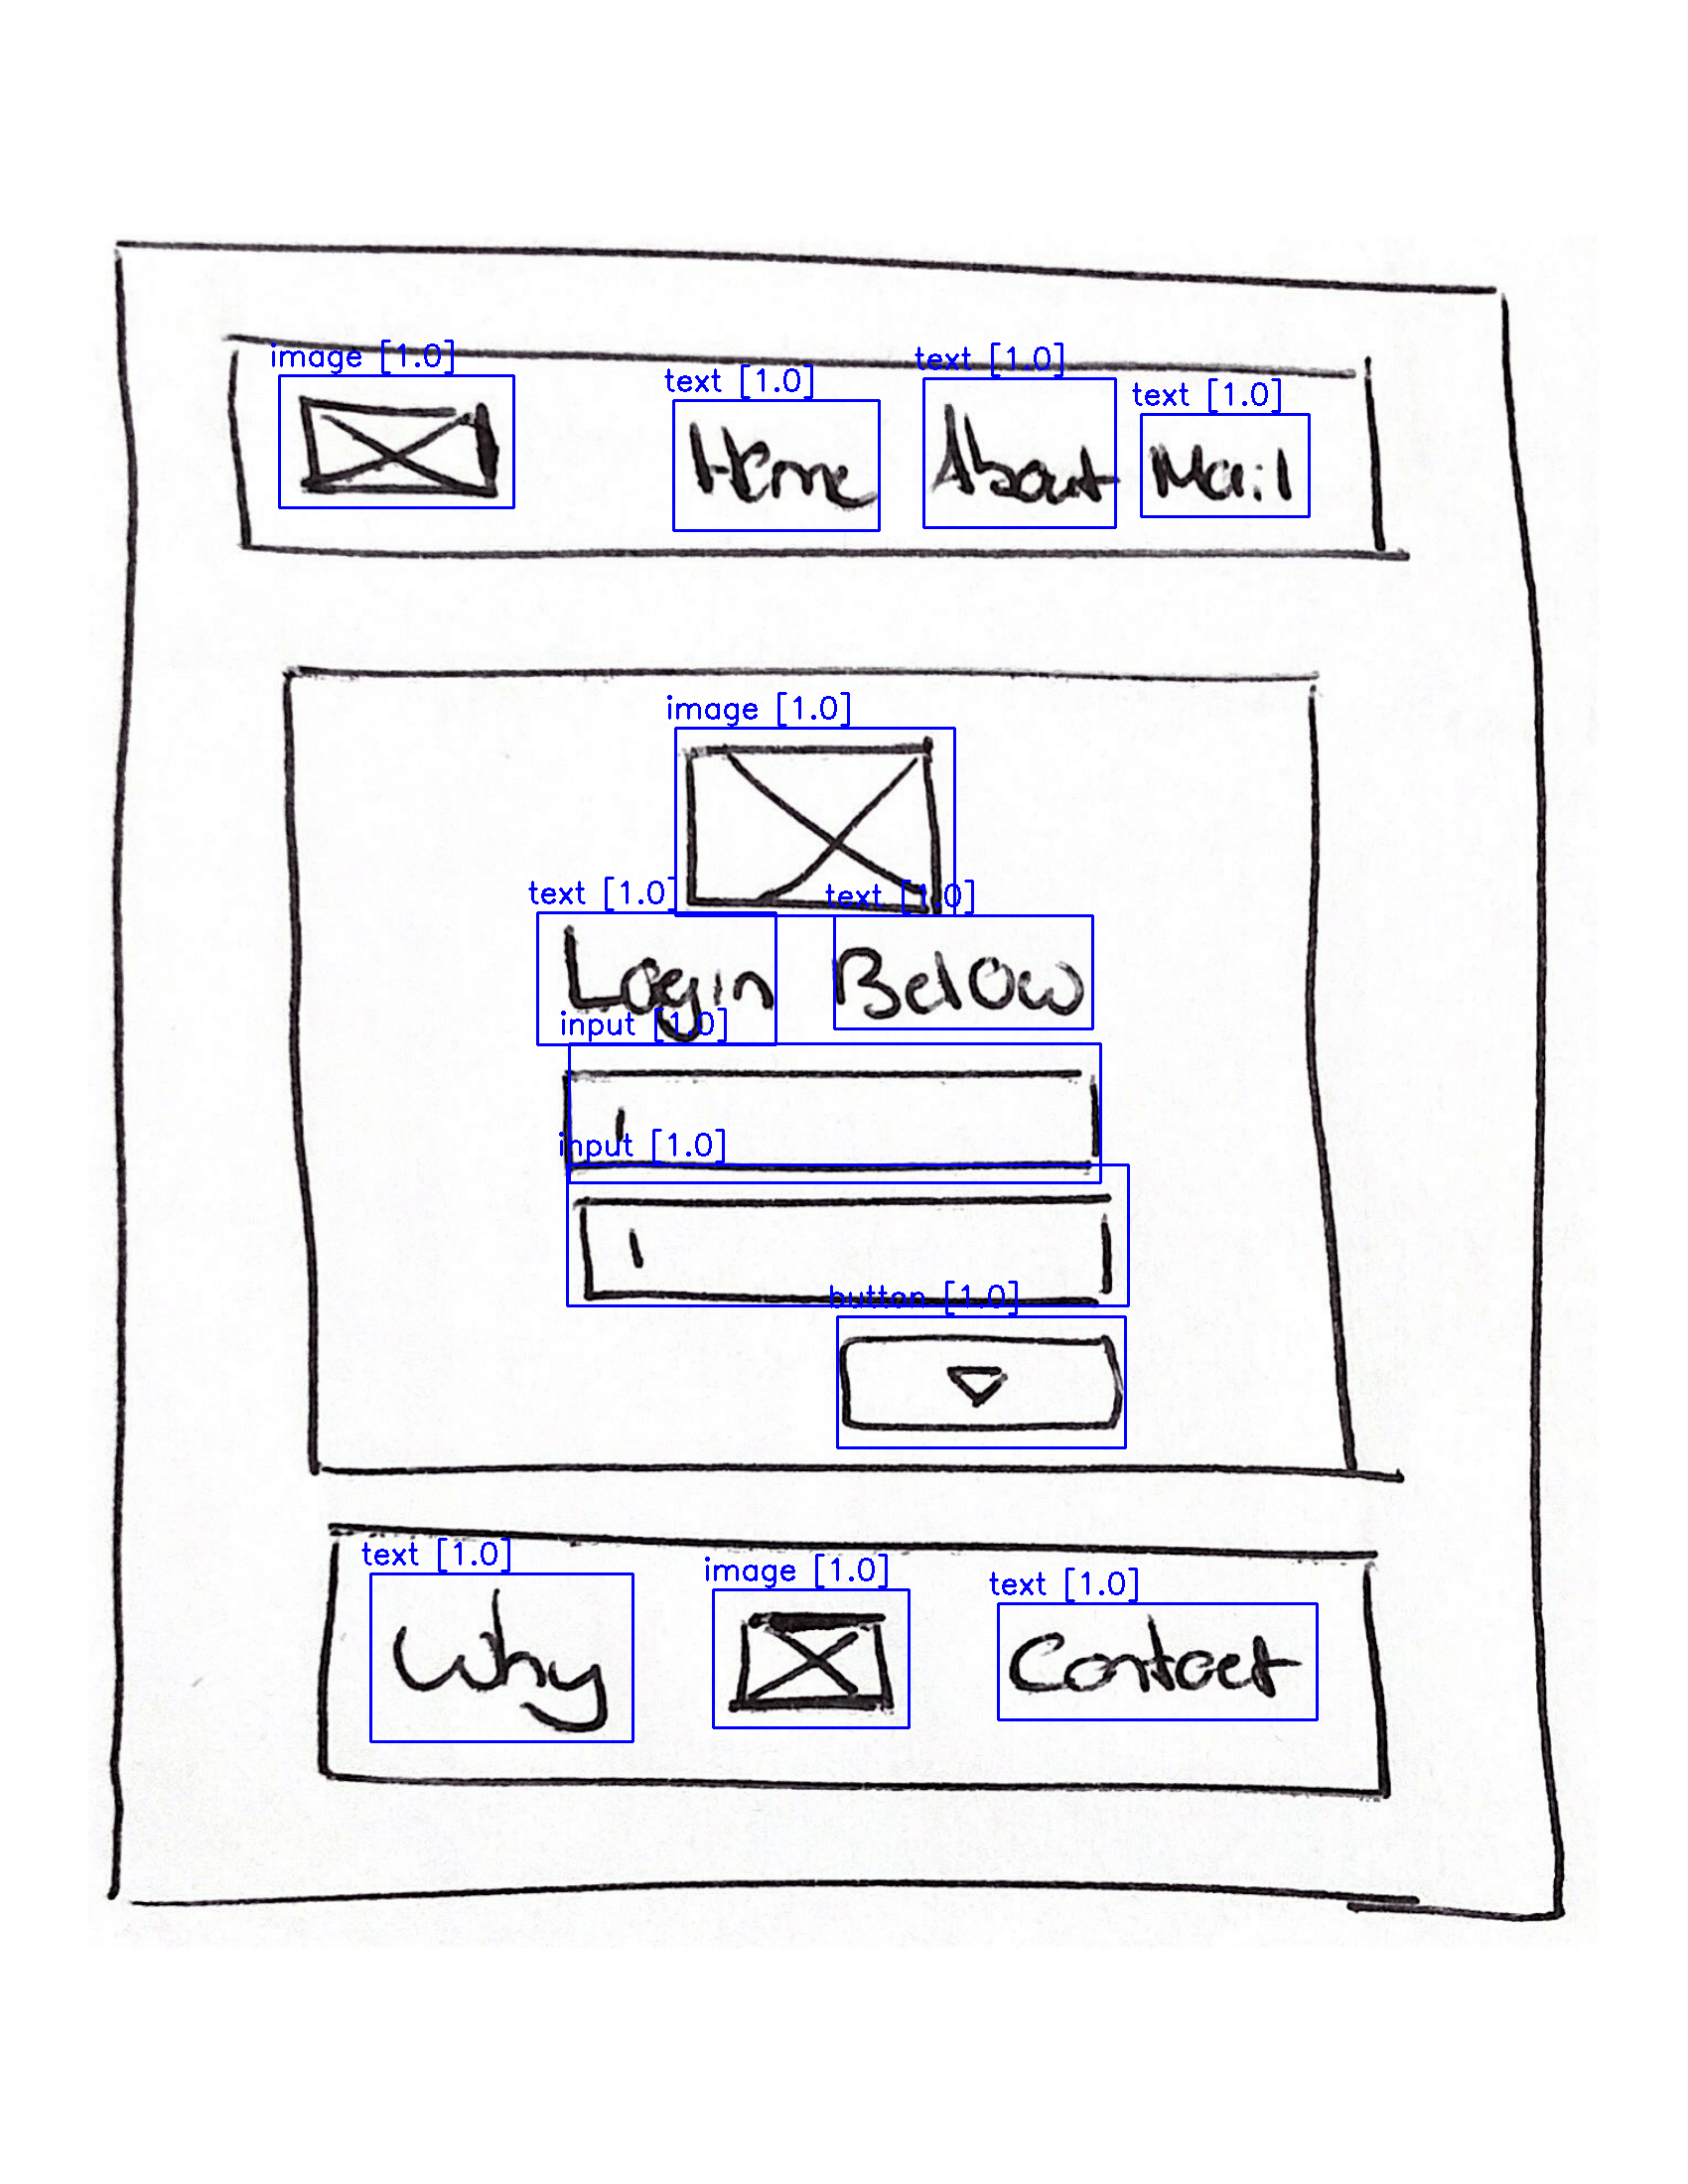 image [1.0] text [1.0] text [1.0] text [1.0]
Home About Mail
image [1.0]
text [1.0] text [1.0]
Login Below
input [1.0]
input [1.0]
button [1.0]
text [1.0] image [1.0] text [1.0]
Why Contact